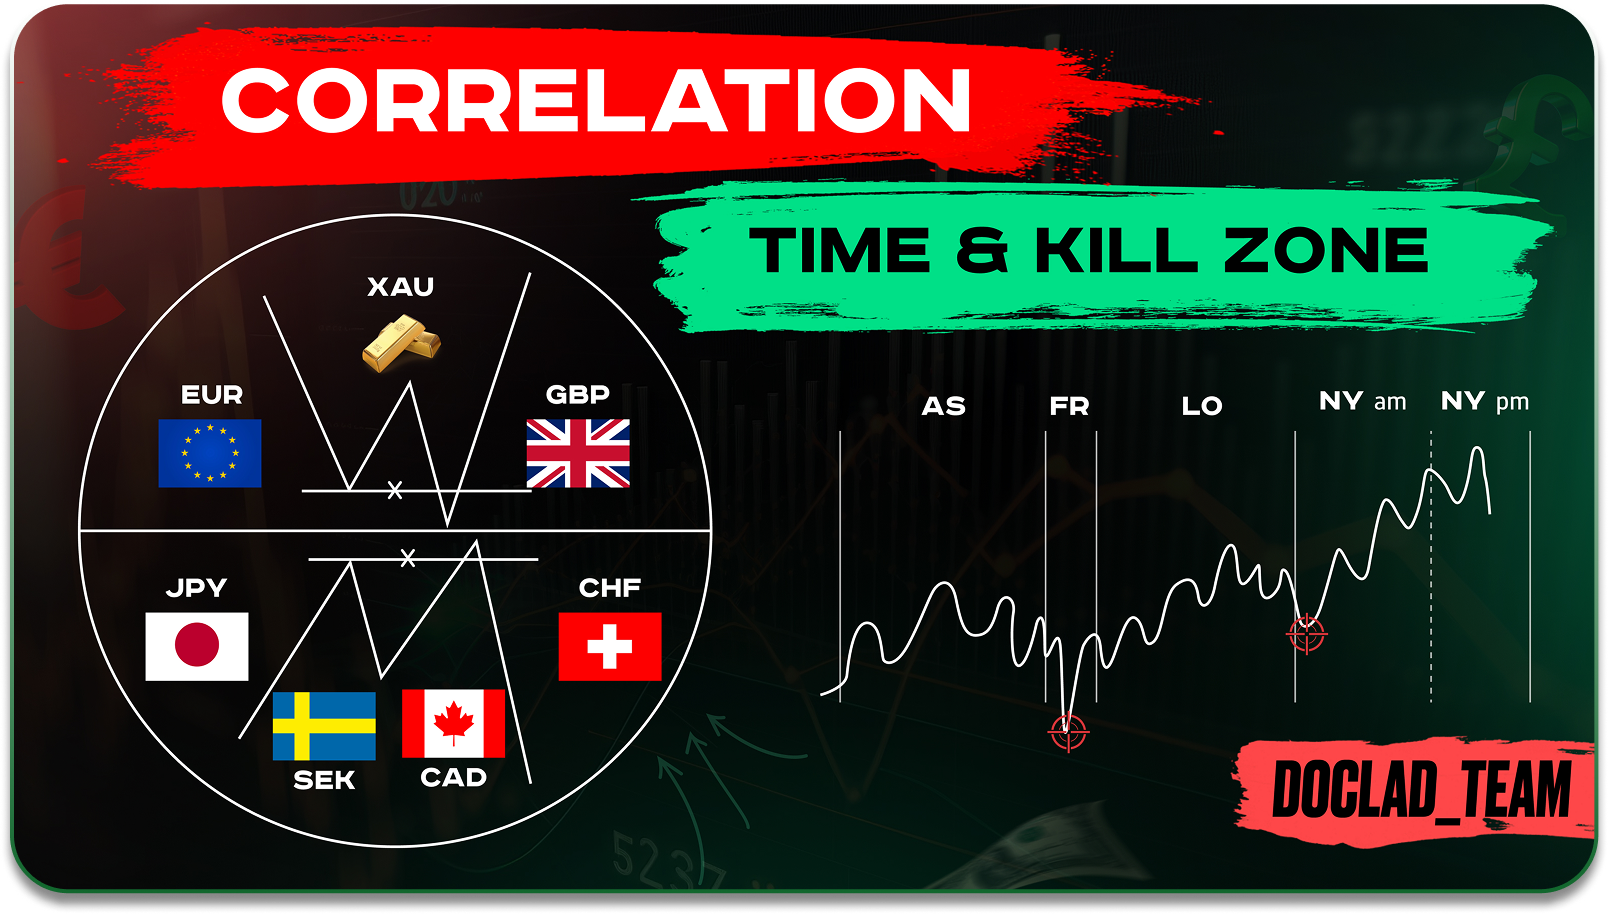 CORRELATION
TIME & KILL ZONE
XAU
EUR
GBP
X
X
JPY
CHF
SEK
CAD
AS
FR
LO
NY am
NY pm
DOCLAD_TEAM
020